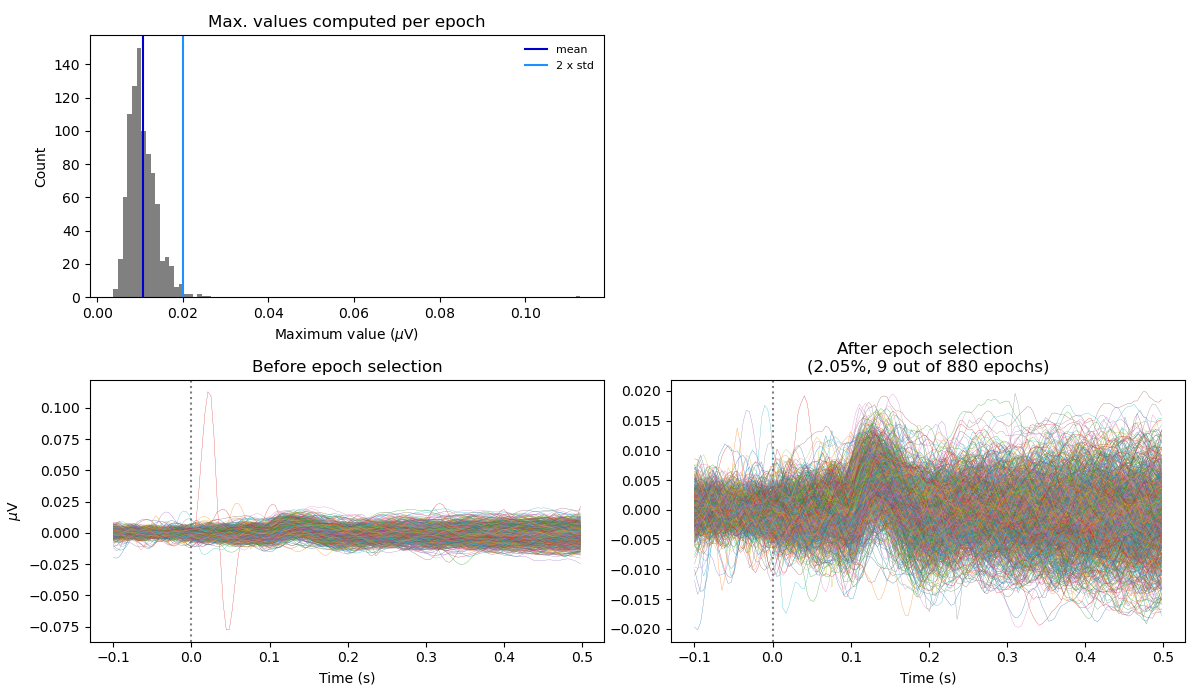 Max. values computed per epoch
mean
2 x std
140
120
100
80
60
40
20
0
Count
0.00 0.02 0.04 0.06 0.08 0.10
Maximum value (μV)
Before epoch selection
0.100
0.075
0.050
0.025
0.000
−0.025
−0.050
−0.075
μV
−0.1 0.0 0.1 0.2 0.3 0.4 0.5
Time (s)
After epoch selection
(2.05%, 9 out of 880 epochs)
0.020
0.015
0.010
0.005
0.000
−0.005
−0.010
−0.015
−0.020
−0.1 0.0 0.1 0.2 0.3 0.4 0.5
Time (s)